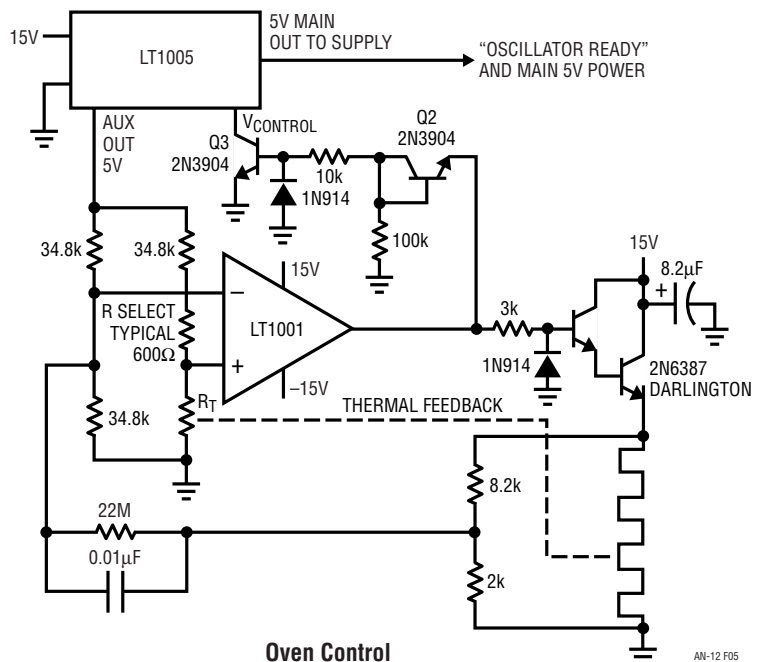 15V
LT1005
5V MAIN
OUT TO SUPPLY
"OSCILLATOR READY"
AND MAIN 5V POWER
AUX
OUT
5V
VCONTROL
Q3
2N3904
Q2
2N3904
10k
1N914
100k
34.8k
34.8k
R SELECT
TYPICAL
600Ω
15V
–
LT1001
+
–15V
3k
1N914
15V
8.2μF
+
2N6387
DARLINGTON
RT
34.8k
THERMAL FEEDBACK
8.2k
22M
0.01μF
2k
Oven Control
AN-12 F05